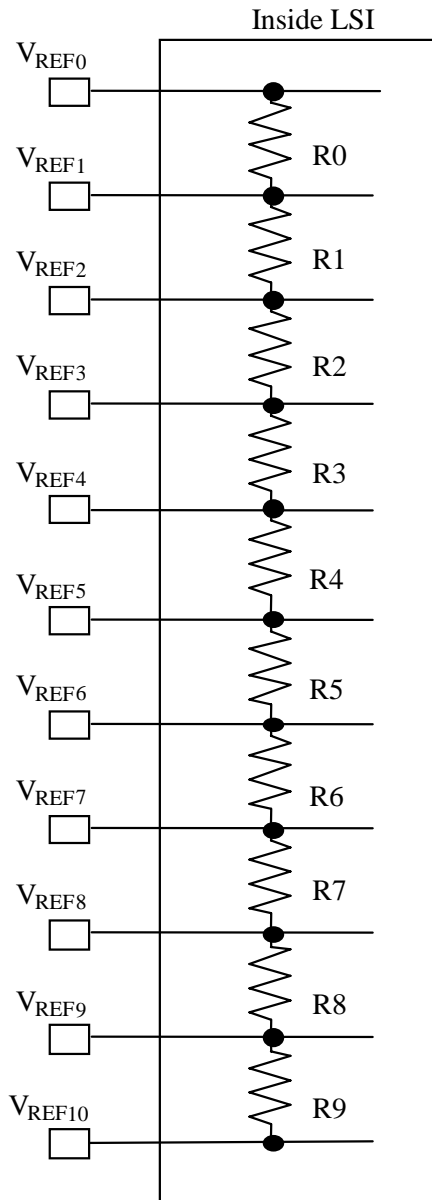 Inside LSI
VREF0
R0
VREF1
R1
VREF2
R2
VREF3
R3
VREF4
R4
VREF5
R5
VREF6
R6
VREF7
R7
VREF8
R8
VREF9
R9
VREF10